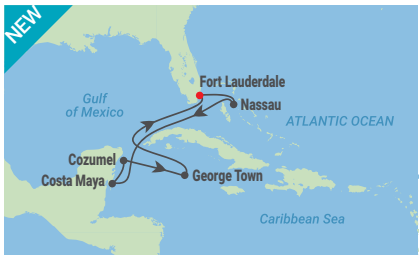 NEW
Fort Lauderdale
Nassau
Gulf
of Mexico
ATLANTIC OCEAN
Cozumel
Costa Maya
George Town
Caribbean Sea